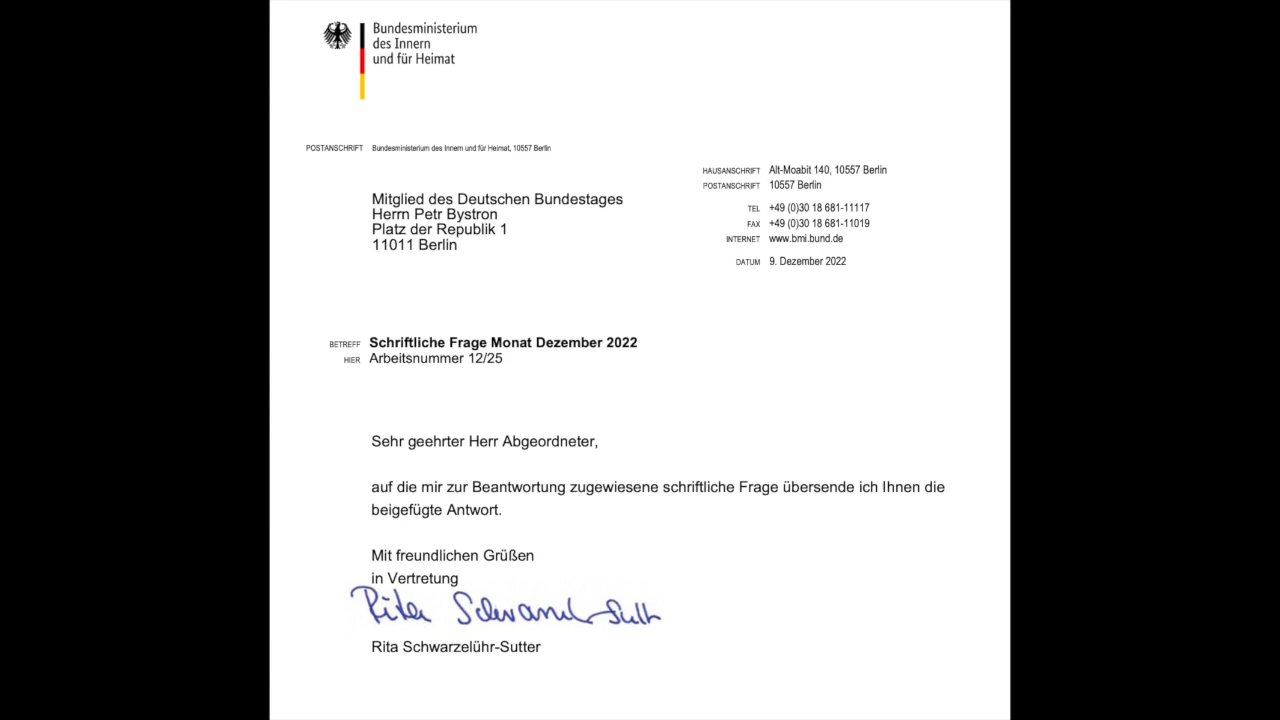 Bundesministerium
des Innern
und für Heimat
POSTANSCHRIFT Bundesministerium des Innern und für Heimat, 10557 Berlin
Mitglied des Deutschen Bundestages
Herrn Petr Bystron
Platz der Republik 1
11011 Berlin
HAUSANSCHRIFT Alt-Moabit 140, 10557 Berlin
POSTANSCHRIFT 10557 Berlin
TEL +49 (0)30 18 681-11117
FAX +49 (0)30 18 681-11019
INTERNET www.bmi.bund.de
DATUM 9. Dezember 2022
BETREFF Schriftliche Frage Monat Dezember 2022
HIER Arbeitsnummer 12/25
Sehr geehrter Herr Abgeordneter,
auf die mir zur Beantwortung zugewiesene schriftliche Frage übersende ich Ihnen die
beigefügte Antwort.
Mit freundlichen Grüßen
in Vertretung
Rita
Rita Schwarzelühr-Sutter